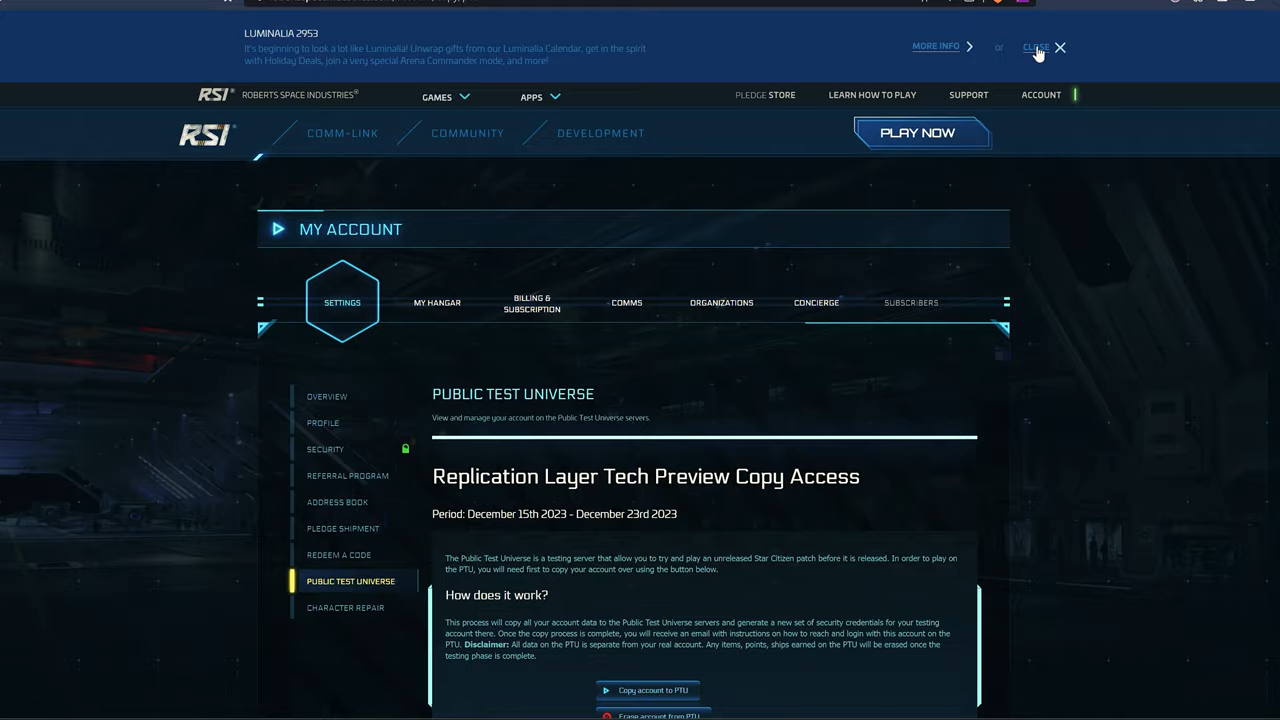 LUMINALIA 2953
It's beginning to look a lot like Luminalia! Unwrap gifts from our Luminalia Calendar, get in the spirit
with Holiday Deals, join a very special Arena Commander mode, and more!
MORE INFO
or
CLOSE
RSI®
ROBERTS SPACE INDUSTRIES®
GAMES
APPS
PLEDGE STORE
LEARN HOW TO PLAY
SUPPORT
ACCOUNT
RSI®
COMM-LINK
COMMUNITY
DEVELOPMENT
PLAY NOW
MY ACCOUNT
SETTINGS
MY HANGAR
BILLING &
SUBSCRIPTION
COMMS
ORGANIZATIONS
CONCIERGE
SUBSCRIBERS
OVERVIEW
PROFILE
SECURITY
REFERRAL PROGRAM
ADDRESS BOOK
PLEDGE SHIPMENT
REDEEM A CODE
PUBLIC TEST UNIVERSE
CHARACTER REPAIR
PUBLIC TEST UNIVERSE
View and manage your account on the Public Test Universe servers.
Replication Layer Tech Preview Copy Access
Period: December 15th 2023 - December 23rd 2023
The Public Test Universe is a testing server that allow you to try and play an unreleased Star Citizen patch before it is released. In order to play on
the PTU, you will need first to copy your account over using the button below.
How does it work?
This process will copy all your account data to the Public Test Universe servers and generate a new set of security credentials for your testing
account there. Once the copy process is complete, you will receive an email with instructions on how to reach and login with this account on the
PTU. Disclaimer: All data on the PTU is separate from your real account. Any items, points, ships earned on the PTU will be erased once the
testing phase is complete.
Copy account to PTU
Erase account from PTU